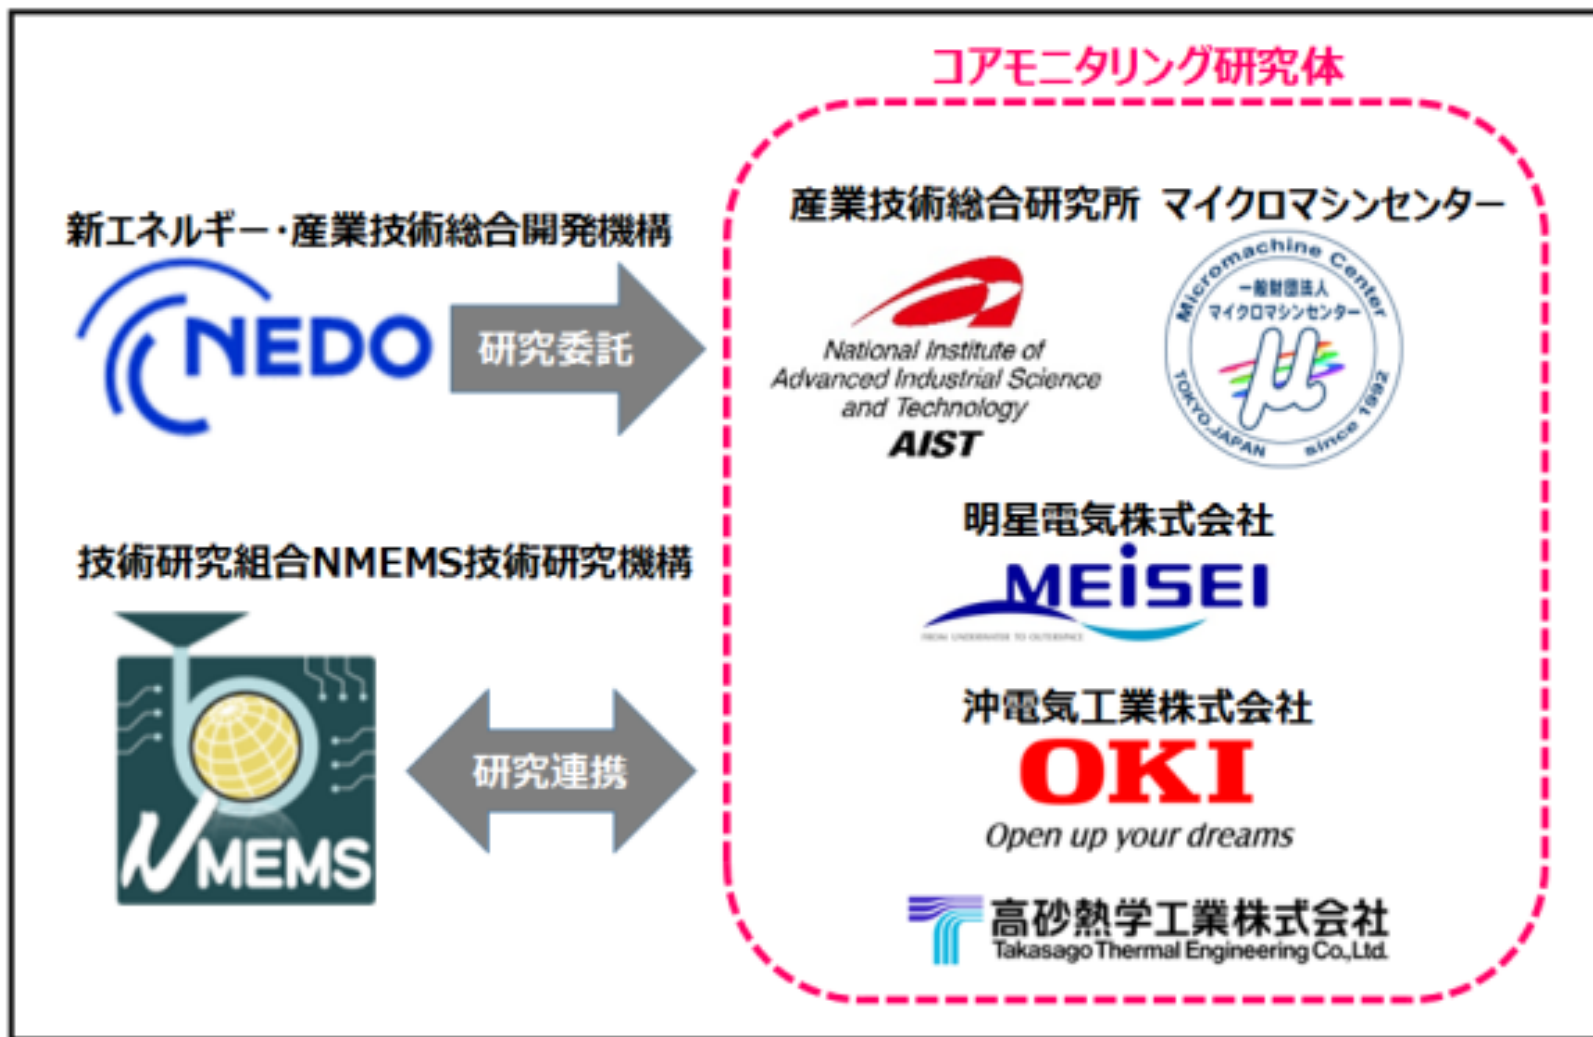 コアモニタリング研究体
新エネルギー・産業技術総合開発機構
NEDO
研究委託
産業技術総合研究所 マイクロマシンセンター
National Institute of
Advanced Industrial Science
and Technology
AIST
Micromachine Center
一般財団法人
マイクロマシンセンター
μ
TOKYO,JAPAN
since 1992
明星電気株式会社
MEiSEI
FROM UNDERWATER TO OUTERSPACE
技術研究組合NMEMS技術研究機構
NMEMS
研究連携
沖電気工業株式会社
OKI
Open up your dreams
高砂熱学工業株式会社
Takasago Thermal Engineering Co.,Ltd.